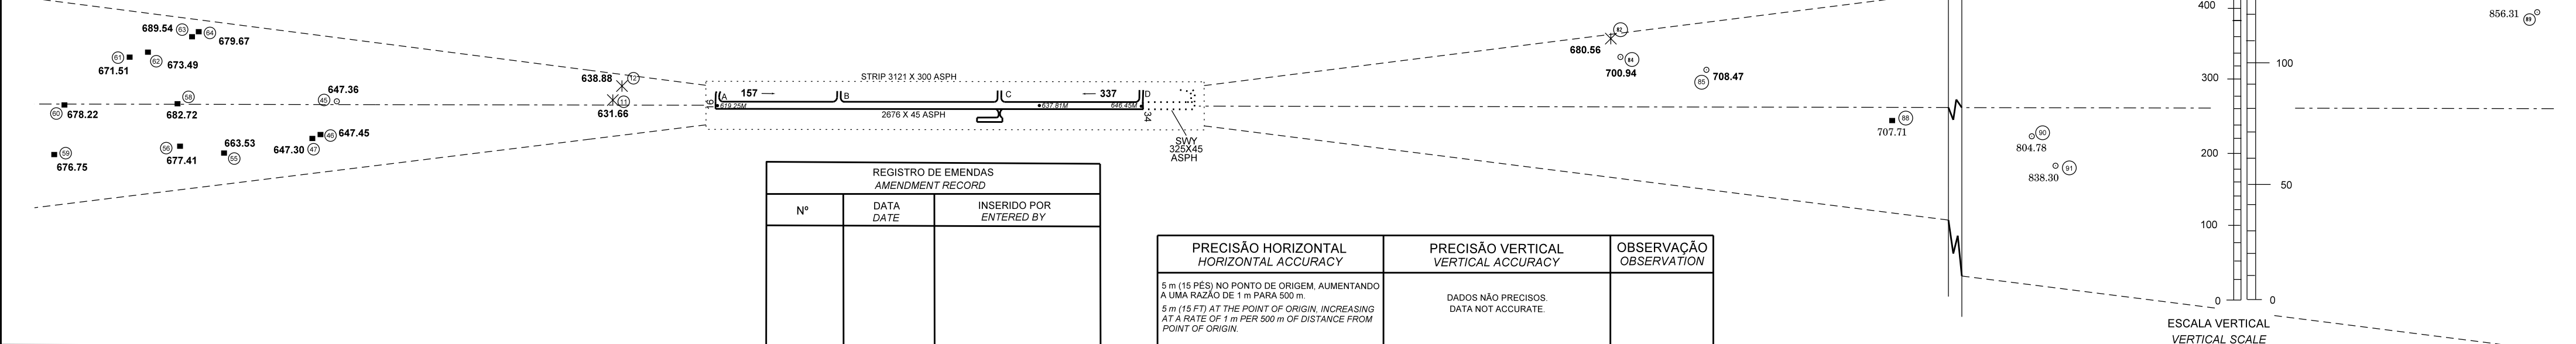 689.54 63 64 679.67
61 671.51
62 673.49
60 678.22
58 682.72
59 676.75
56 677.41
663.53 55
647.36 45
46 647.45
647.30 47
638.88 12
11 631.66
STRIP 3121 X 300 ASPH
A 157 B C 337 D
16 619.25M 637.81M 646.45M 34
2676 X 45 ASPH
SWY
325X45
ASPH
82 680.56
84 700.94
85 708.47
88 707.71
90 804.78
91 838.30
856.31 89
400
300
200
100
0
100
50
0
ESCALA VERTICAL
VERTICAL SCALE
REGISTRO DE EMENDAS
AMENDMENT RECORD
Nº
DATA
DATE
INSERIDO POR
ENTERED BY
PRECISÃO HORIZONTAL
HORIZONTAL ACCURACY
PRECISÃO VERTICAL
VERTICAL ACCURACY
OBSERVAÇÃO
OBSERVATION
5 m (15 PÉS) NO PONTO DE ORIGEM, AUMENTANDO
A UMA RAZÃO DE 1 m PARA 500 m.
5 m (15 FT) AT THE POINT OF ORIGIN, INCREASING
AT A RATE OF 1 m PER 500 m OF DISTANCE FROM
POINT OF ORIGIN.
DADOS NÃO PRECISOS.
DATA NOT ACCURATE.